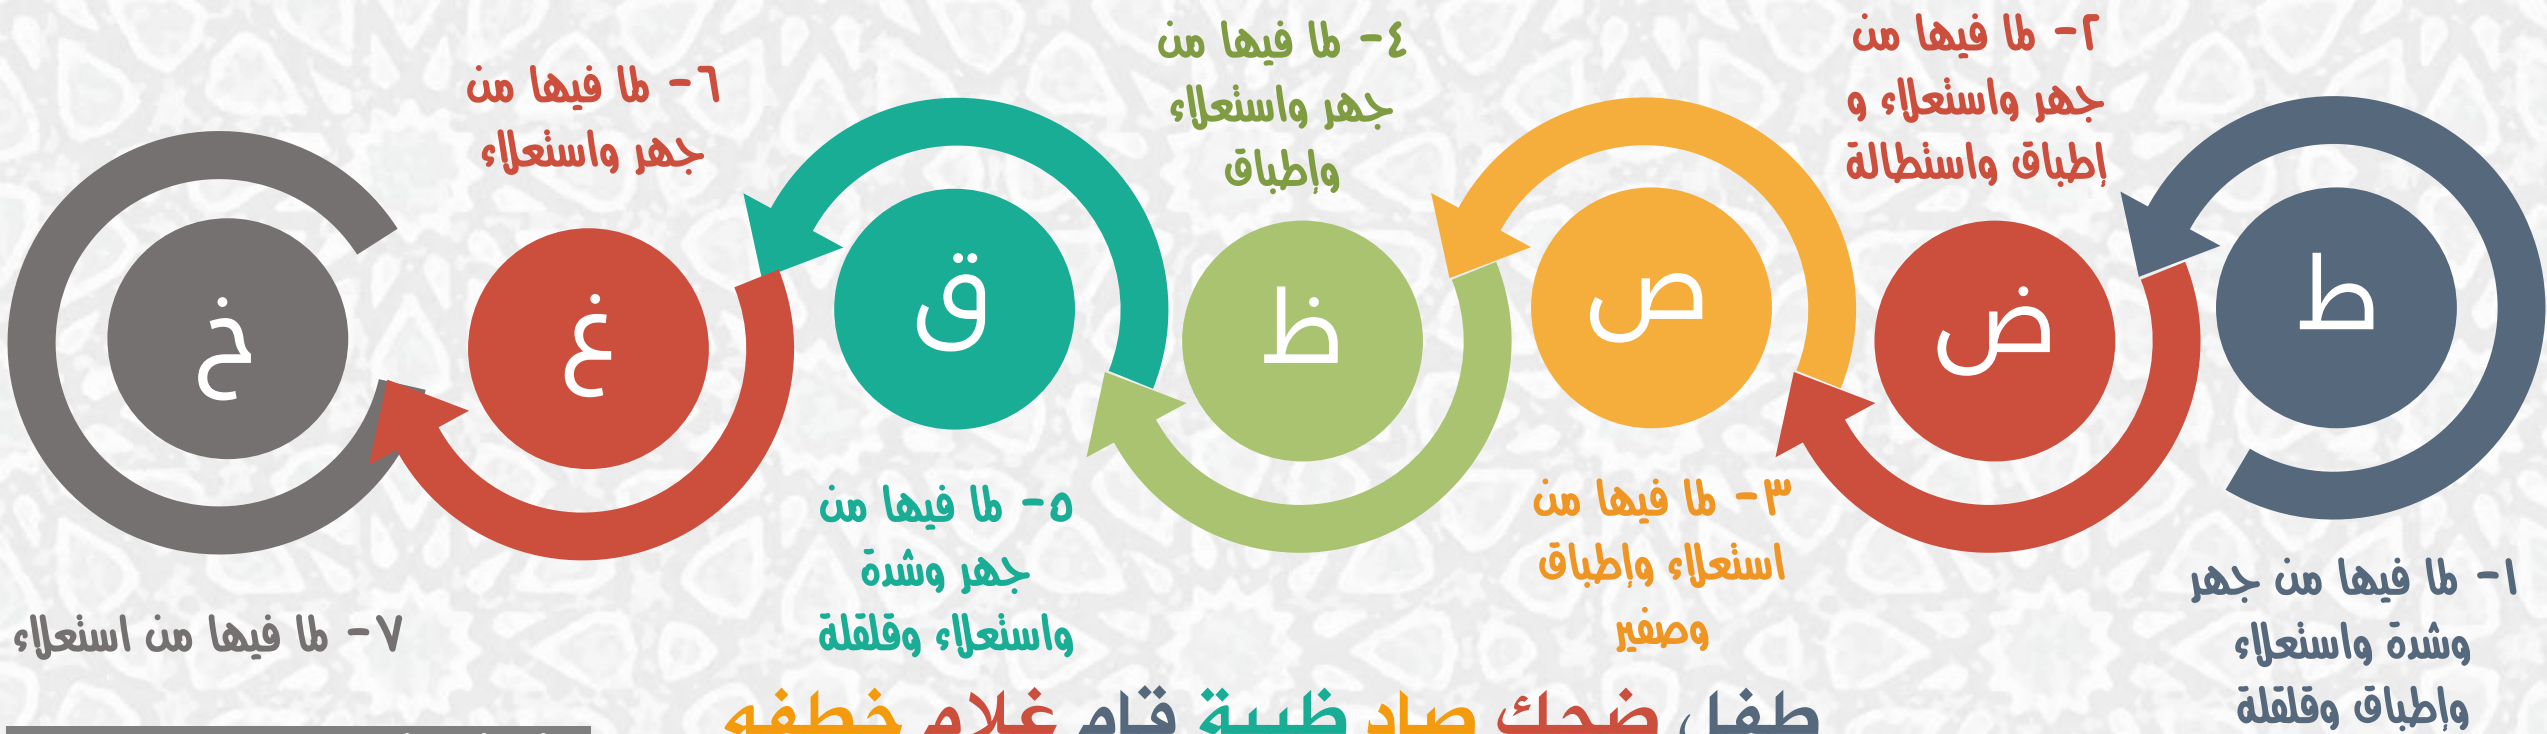 ط
١- لما فيها من جهر
وشدة واستعلاء
وإطباق وقلقلة
ض
٢- لما فيها من
جهر واستعلاء و
إطباق واستطالة
ص
٣- لما فيها من
استعلاء وإطباق
وصفير
ظ
٤- لما فيها من
جهر واستعلاء
وإطباق
ق
٥- لما فيها من
جهر وشدة
واستعلاء وقلقلة
غ
٦- لما فيها من
جهر واستعلاء
خ
٧- لما فيها من استعلاء
طفل ضحك صاد ظبية قام غلام خطفه